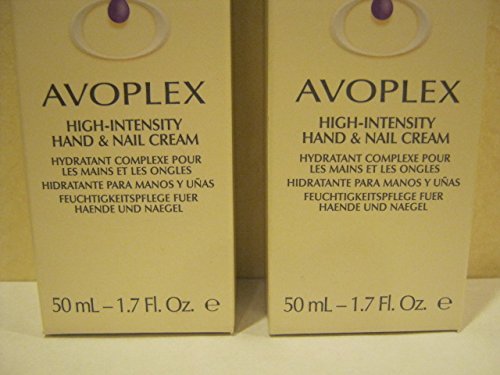 AVOPLEX
HIGH-INTENSITY
HAND & NAIL CREAM
HYDRATANT COMPLEXE POUR
LES MAINS ET LES ONGLES
HIDRATANTE PARA MANOS Y UÑAS
FEUCHTIGKEITSPFLEGE FUER
HAENDE UND NAEGEL
50 mL – 1.7 Fl. Oz. ℮
AVOPLEX
HIGH-INTENSITY
HAND & NAIL CREAM
HYDRATANT COMPLEXE POUR
LES MAINS ET LES ONGLES
HIDRATANTE PARA MANOS Y UÑAS
FEUCHTIGKEITSPFLEGE FUER
HAENDE UND NAEGEL
50 mL – 1.7 Fl. Oz. ℮